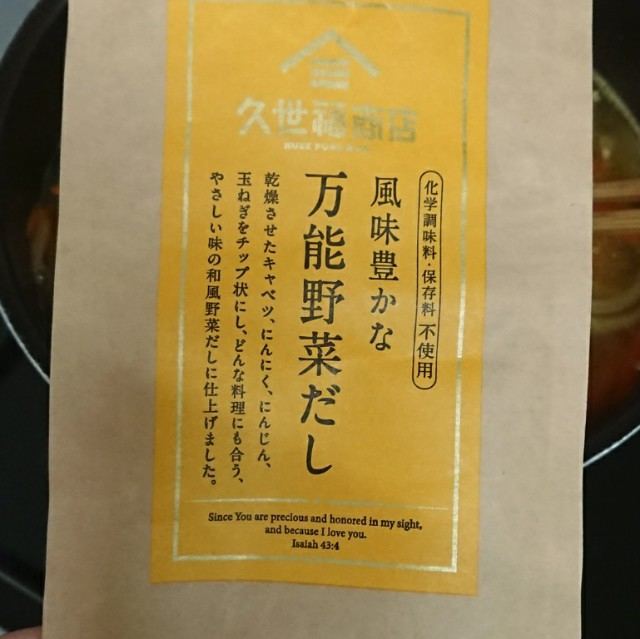 久世福商店
化学調味料・保存料 不使用
風味豊かな
万能野菜だし
乾燥させたキャベツ、にんにく、にんじん、
玉ねぎをチップ状にし、どんな料理にも合う、
やさしい味の和風野菜だしに仕上げました。
Since You are precious and honored in my sight,
and because I love you.
Isaiah 43:4